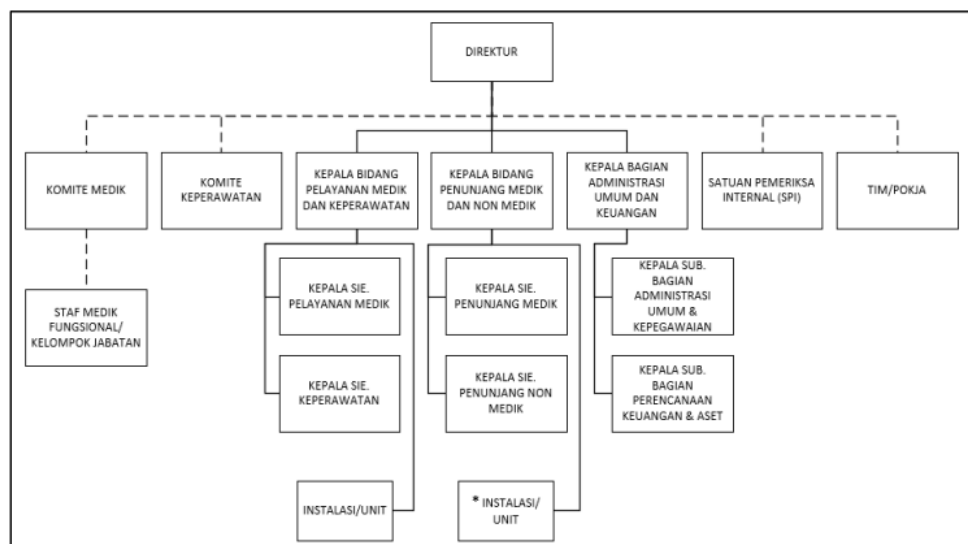 DIREKTUR
KOMITE MEDIK
KOMITE
KEPERAWATAN
KEPALA BIDANG
PELAYANAN MEDIK
DAN KEPERAWATAN
KEPALA BIDANG
PENUNJANG MEDIK
DAN NON MEDIK
KEPALA BAGIAN
ADMINISTRASI
UMUM DAN
KEUANGAN
SATUAN PEMERIKSA
INTERNAL (SPI)
TIM/POKJA
STAF MEDIK
FUNGSIONAL/
KELOMPOK JABATAN
KEPALA SIE.
PELAYANAN MEDIK
KEPALA SIE.
PENUNJANG MEDIK
KEPALA SUB.
BAGIAN
ADMINISTRASI
UMUM &
KEPEGAWAIAN
KEPALA SIE.
KEPERAWATAN
KEPALA SIE.
PENUNJANG NON
MEDIK
KEPALA SUB.
BAGIAN
PERENCANAAN
KEUANGAN & ASET
INSTALASI/UNIT
* INSTALASI/
UNIT